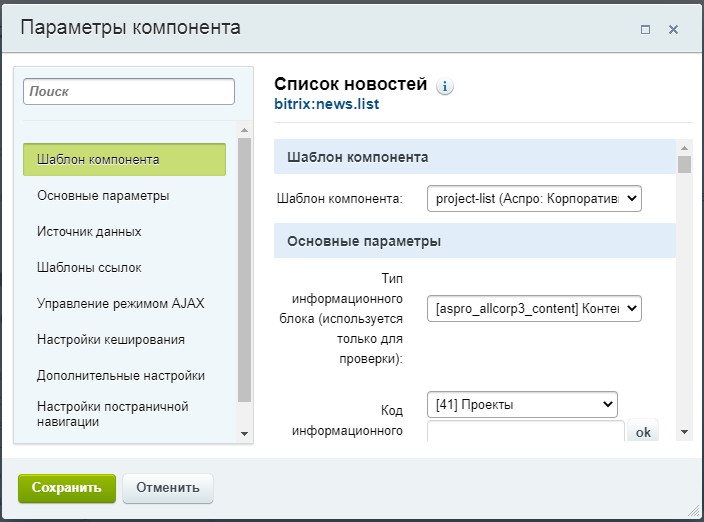 Параметры компонента
Поиск
Шаблон компонента
Основные параметры
Источник данных
Шаблоны ссылок
Управление режимом AJAX
Настройки кеширования
Дополнительные настройки
Настройки постраничной
навигации
Список новостей
bitrix:news.list
Шаблон компонента
Шаблон компонента:
project-list (Аспро: Корпоративн
Основные параметры
Тип
информационного
блока (используется
только для
проверки):
[aspro_allcorp3_content] Контен
Код
информационного
[41] Проекты
ok
Сохранить
Отменить